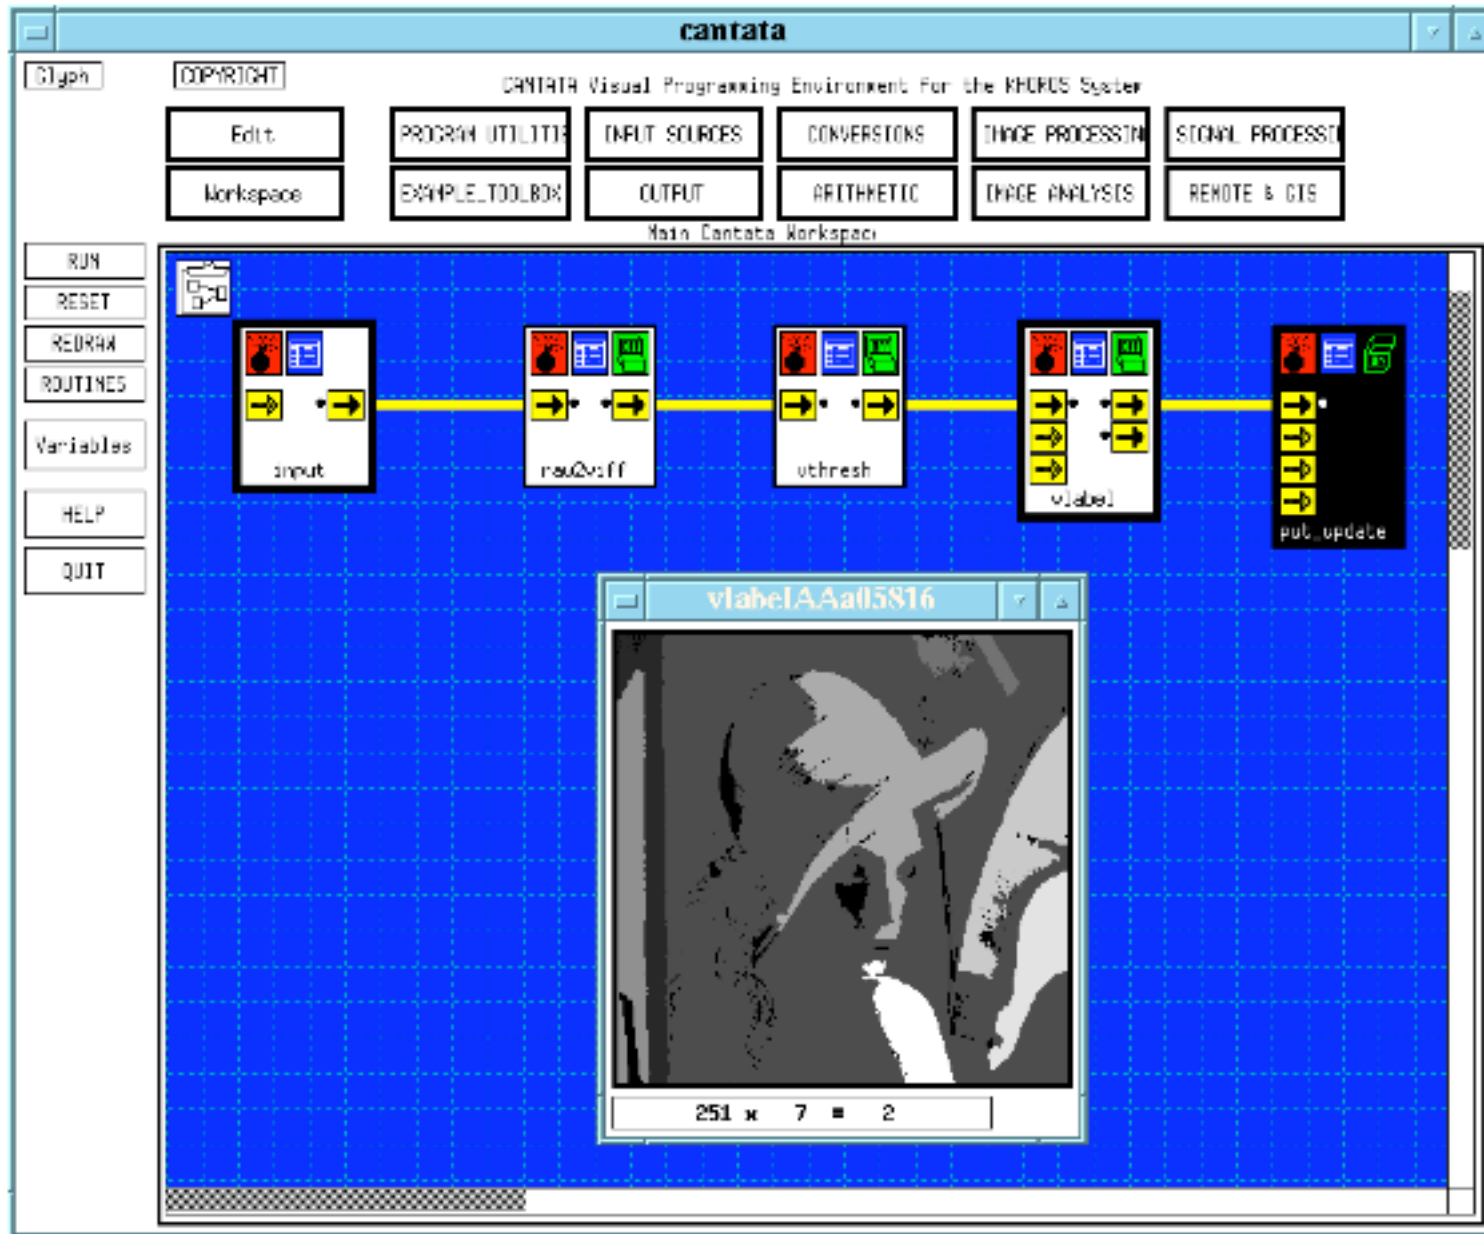 cantata
Glyph COPYRIGHT
CANTATA Visual Programming Environment for the KHOROS System
Edit PROGRAM UTILITIE INPUT SOURCES CONVERSIONS IMAGE PROCESSIN SIGNAL PROCESSI
Workspace EXAMPLE_TOOLBOX OUTPUT ARITHMETIC IMAGE ANALYSIS REMOTE & GIS
Main Cantata Workspace
RUN
RESET
REDRAW
ROUTINES
Variables
HELP
QUIT
input raw2viff vthresh vlabel put_update
vlabelAAa05816
251 x 7 = 2